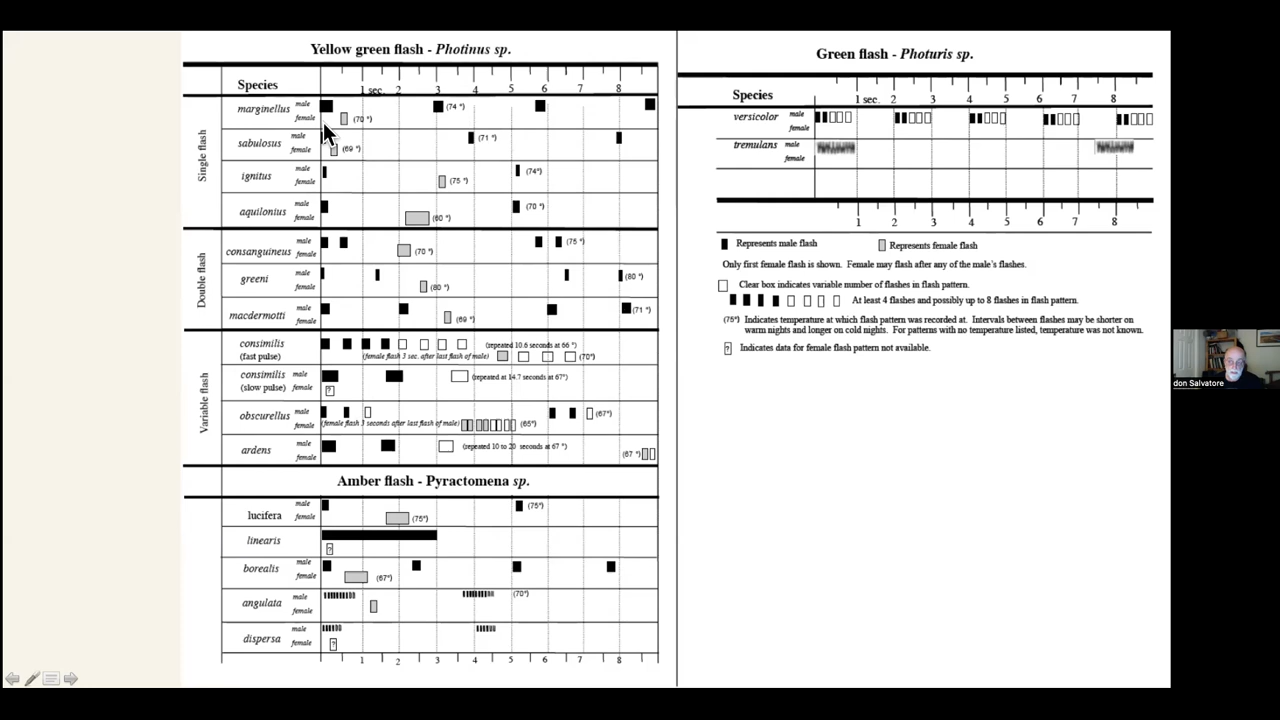 Yellow green flash - Photinus sp.
Species 1 sec. 2 3 4 5 6 7 8
Single flash
marginellus male (74 °)
female (70 °)
sabulosus male (71 °)
female (69 °)
ignitus male (74°)
female (75 °)
aquilonius male (70 °)
female (60 °)
Double flash
consanguineus male (75 °)
female (70 °)
greeni male (80 °)
female (80 °)
macdermotti male (71 °)
female (69 °)
Variable flash
consimilis male (repeated 10.6 seconds at 66 °)
(fast pulse) female (female flash 3 sec. after last flash of male) (70°)
consimilis male (repeated at 14.7 seconds at 67°)
(slow pulse) female ?
obscurellus male (67°)
female (female flash 3 seconds after last flash of male) (65°)
ardens male (repeated 10 to 20 seconds at 67 °)
female (67 °)
Amber flash - Pyractomena sp.
lucifera male (75°)
female (75°)
linearis
?
borealis male
female (67°)
angulata male (70°)
female
dispersa male
female ?
1 2 3 4 5 6 7 8
Green flash - Photuris sp.
Species 1 sec. 2 3 4 5 6 7 8
versicolor male
female
tremulans male
female
1 2 3 4 5 6 7 8
Represents male flash Represents female flash
Only first female flash is shown. Female may flash after any of the male's flashes.
Clear box indicates variable number of flashes in flash pattern.
At least 4 flashes and possibly up to 8 flashes in flash pattern.
(75°) Indicates temperature at which flash pattern was recorded at. Intervals between flashes may be shorter on
warm nights and longer on cold nights. For patterns with no temperature listed, temperature was not known.
? Indicates data for female flash pattern not available.
don Salvatore